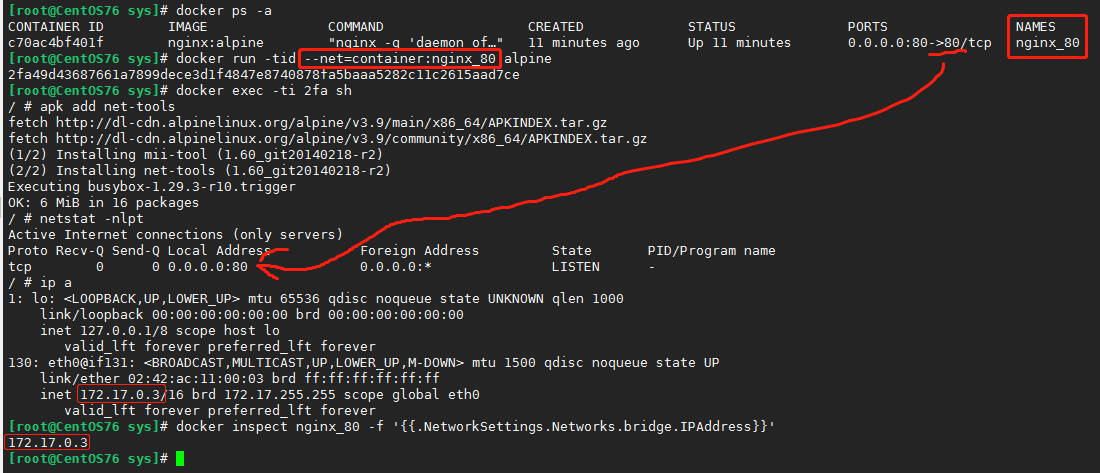 [root@CentOS76 sys]# docker ps -a
CONTAINER ID IMAGE COMMAND CREATED STATUS PORTS NAMES
c70ac4bf401f nginx:alpine "nginx -g 'daemon of…" 11 minutes ago Up 11 minutes 0.0.0.0:80->80/tcp nginx_80
[root@CentOS76 sys]# docker run -tid --net=container:nginx_80 alpine
2fa49d43687661a7899dece3d1f4847e8740878fa5baaa5282c11c2615aad7ce
[root@CentOS76 sys]# docker exec -ti 2fa sh
/ # apk add net-tools
fetch http://dl-cdn.alpinelinux.org/alpine/v3.9/main/x86_64/APKINDEX.tar.gz
fetch http://dl-cdn.alpinelinux.org/alpine/v3.9/community/x86_64/APKINDEX.tar.gz
(1/2) Installing mii-tool (1.60_git20140218-r2)
(2/2) Installing net-tools (1.60_git20140218-r2)
Executing busybox-1.29.3-r10.trigger
OK: 6 MiB in 16 packages
/ # netstat -nlpt
Active Internet connections (only servers)
Proto Recv-Q Send-Q Local Address Foreign Address State PID/Program name
tcp 0 0 0.0.0.0:80 0.0.0.0:* LISTEN -
/ # ip a
1: lo: <LOOPBACK,UP,LOWER_UP> mtu 65536 qdisc noqueue state UNKNOWN qlen 1000
link/loopback 00:00:00:00:00:00 brd 00:00:00:00:00:00
inet 127.0.0.1/8 scope host lo
valid_lft forever preferred_lft forever
130: eth0@if131: <BROADCAST,MULTICAST,UP,LOWER_UP,M-DOWN> mtu 1500 qdisc noqueue state UP
link/ether 02:42:ac:11:00:03 brd ff:ff:ff:ff:ff:ff
inet 172.17.0.3/16 brd 172.17.255.255 scope global eth0
valid_lft forever preferred_lft forever
[root@CentOS76 sys]# docker inspect nginx_80 -f '{{.NetworkSettings.Networks.bridge.IPAddress}}'
172.17.0.3
[root@CentOS76 sys]#